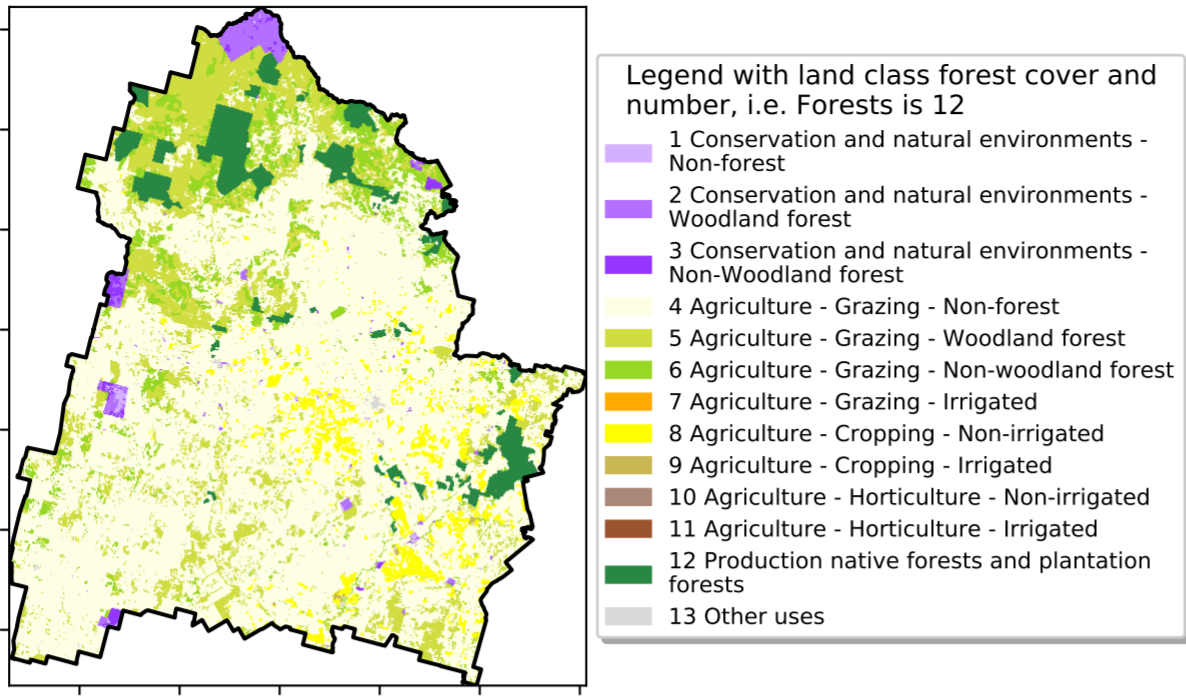 Legend with land class forest cover and
number, i.e. Forests is 12
1 Conservation and natural environments -
Non-forest
2 Conservation and natural environments -
Woodland forest
3 Conservation and natural environments -
Non-Woodland forest
4 Agriculture - Grazing - Non-forest
5 Agriculture - Grazing - Woodland forest
6 Agriculture - Grazing - Non-woodland forest
7 Agriculture - Grazing - Irrigated
8 Agriculture - Cropping - Non-irrigated
9 Agriculture - Cropping - Irrigated
10 Agriculture - Horticulture - Non-irrigated
11 Agriculture - Horticulture - Irrigated
12 Production native forests and plantation
forests
13 Other uses